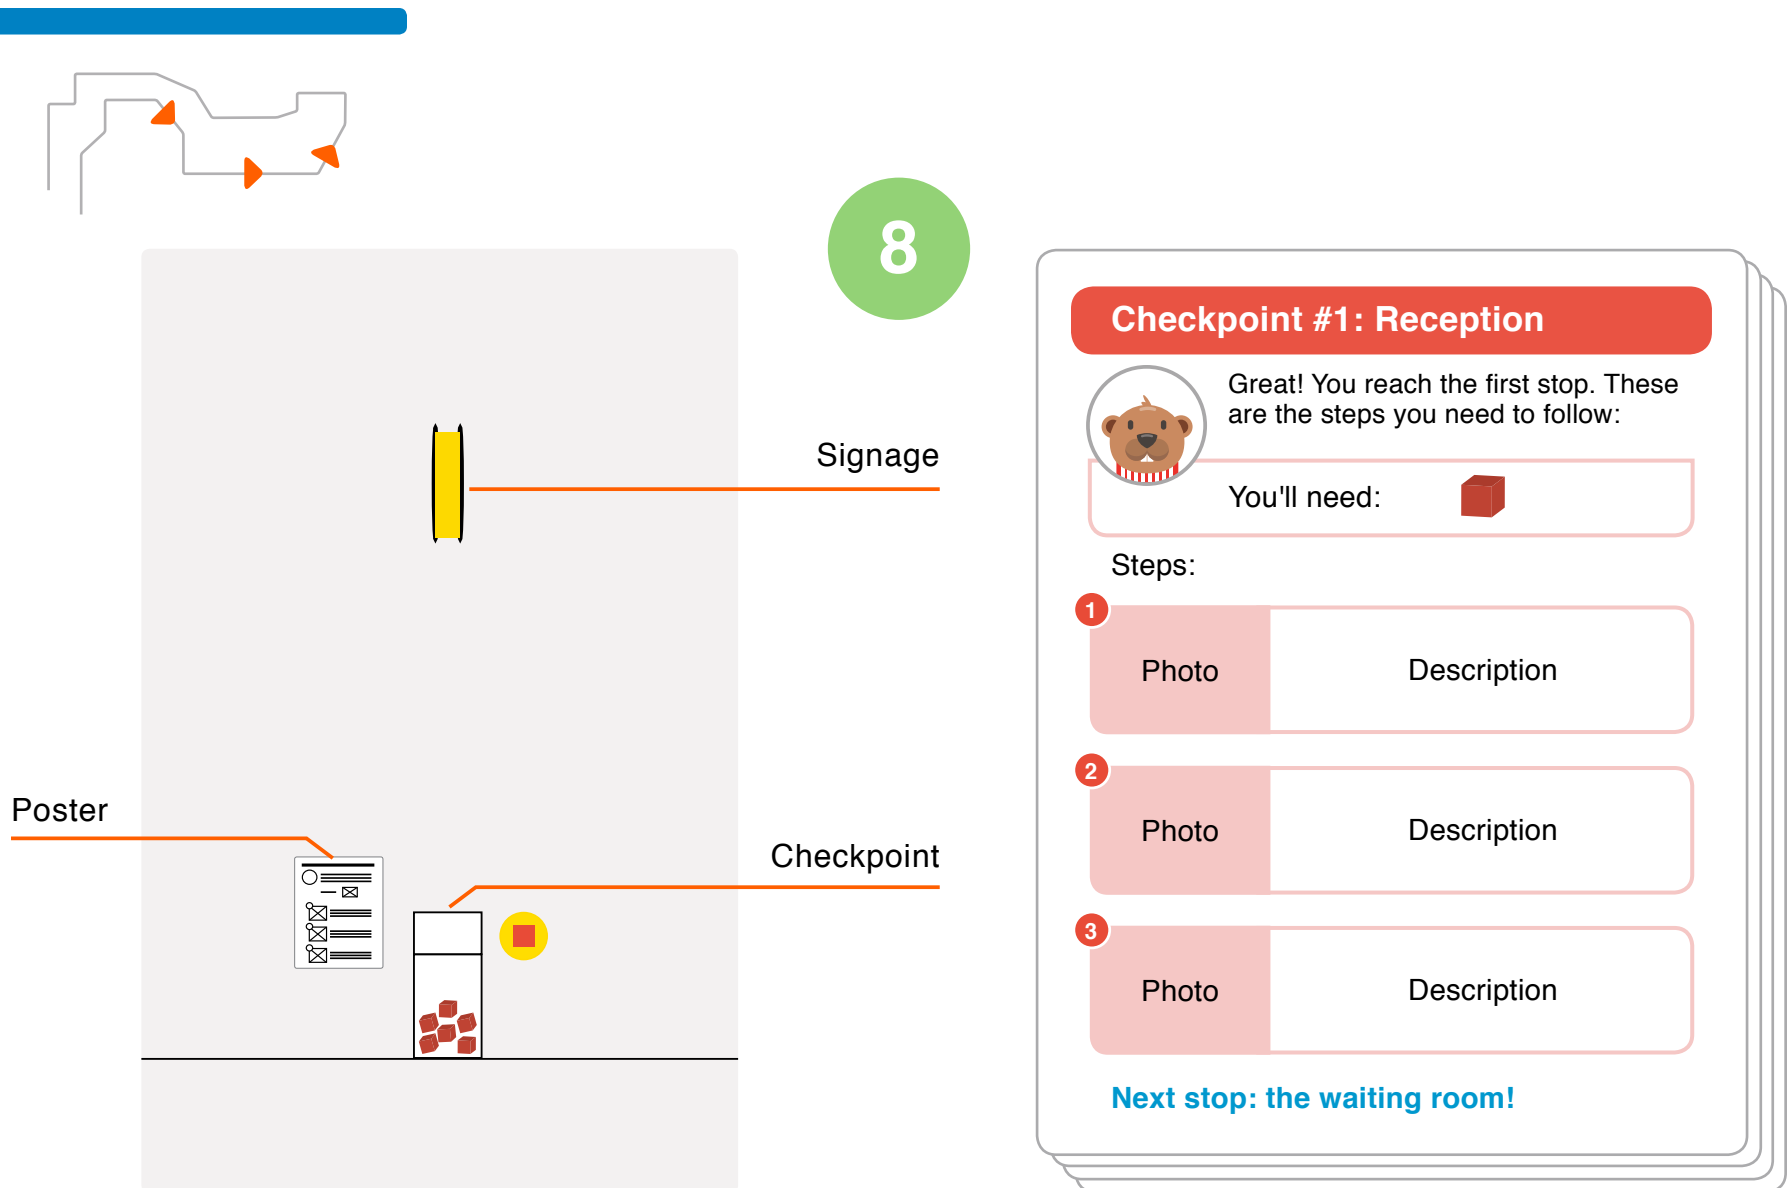 8
Signage
Poster
Checkpoint
Checkpoint #1: Reception
Great! You reach the first stop. These
are the steps you need to follow:
You'll need:
Steps:
1
Photo
Description
2
Photo
Description
3
Photo
Description
Next stop: the waiting room!